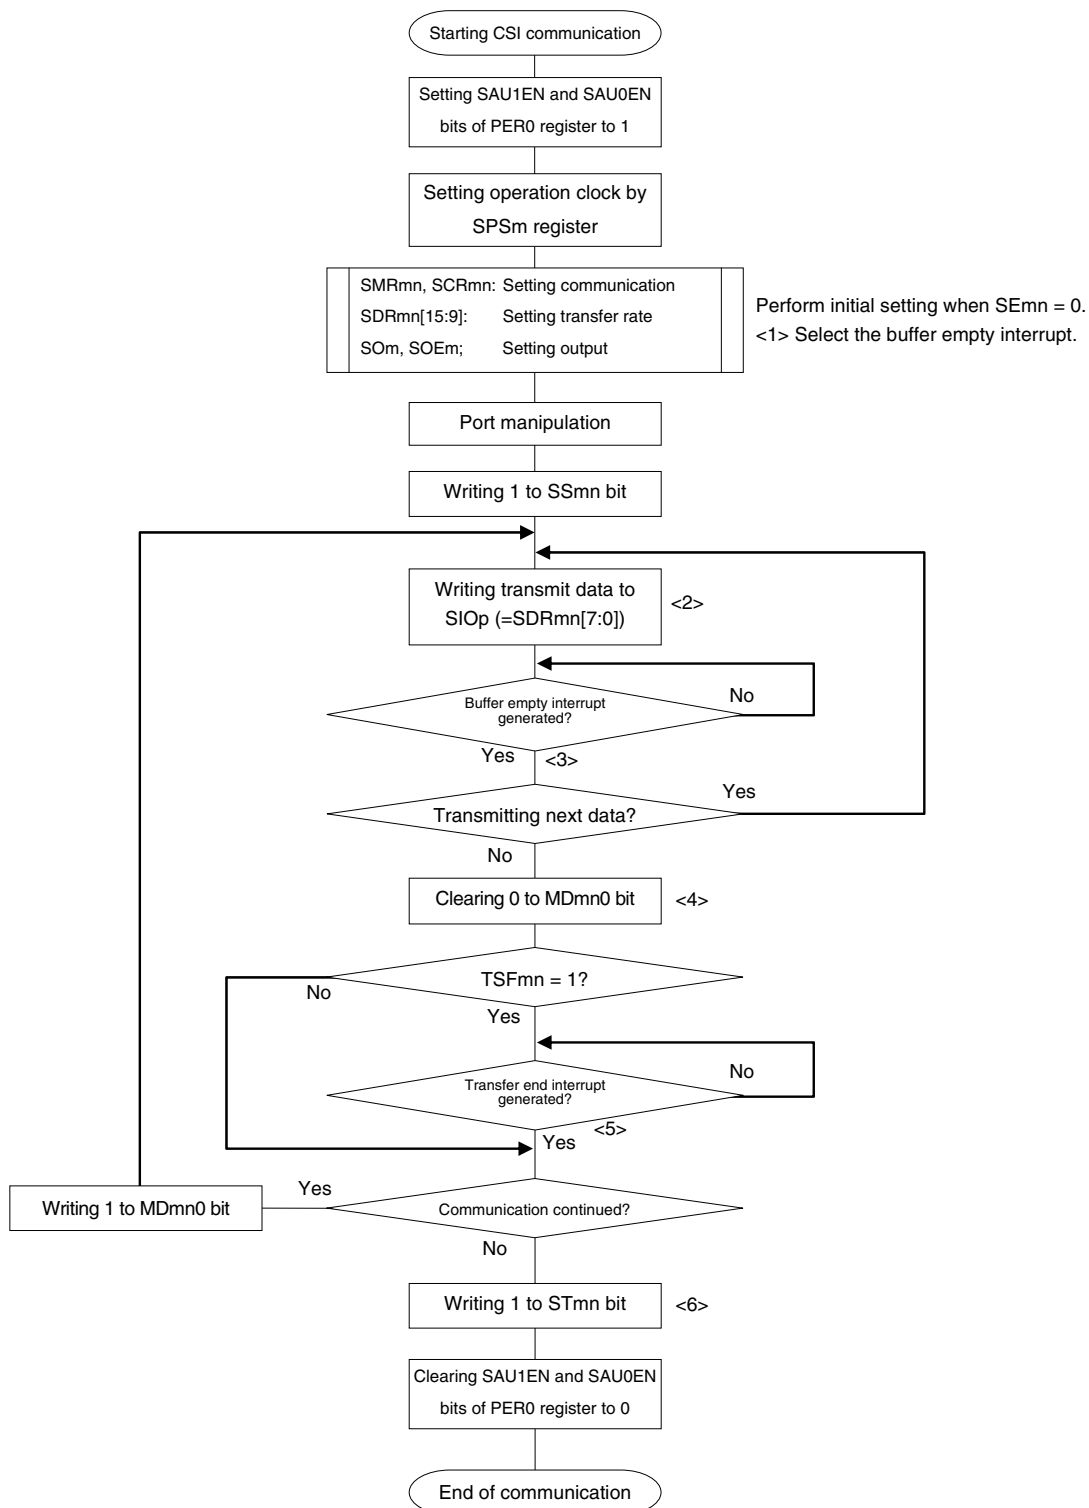 Starting CSI communication
Setting SAU1EN and SAU0EN
bits of PER0 register to 1
Setting operation clock by
SPSm register
SMRmn, SCRmn: Setting communication
SDRmn[15:9]: Setting transfer rate
SOm, SOEm; Setting output
Perform initial setting when SEmn = 0.
<1> Select the buffer empty interrupt.
Port manipulation
Writing 1 to SSmn bit
Writing transmit data to
SIOp (=SDRmn[7:0])
<2>
Buffer empty interrupt
generated?
No
Yes
<3>
Transmitting next data?
Yes
No
Clearing 0 to MDmn0 bit
<4>
TSFmn = 1?
No
Yes
Transfer end interrupt
generated?
No
<5>
Yes
Communication continued?
Yes
Writing 1 to MDmn0 bit
No
Writing 1 to STmn bit
<6>
Clearing SAU1EN and SAU0EN
bits of PER0 register to 0
End of communication